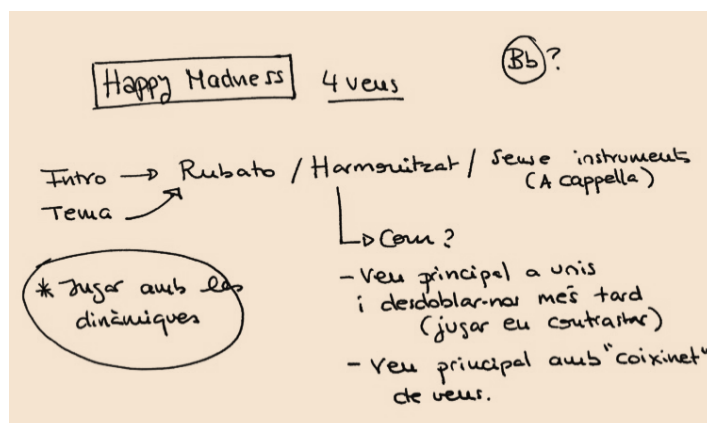 Happy Madness 4 veus Bb?
Intro → Rubato / Harmonitzat / Sense instruments
(A cappella)
Tema
Com?
* Jugar amb les
dinàmiques
- Veu principal a unis
i desdoblar-nos més tard
(jugar en contrastar)
- Veu principal amb "coixinet"
de veus.